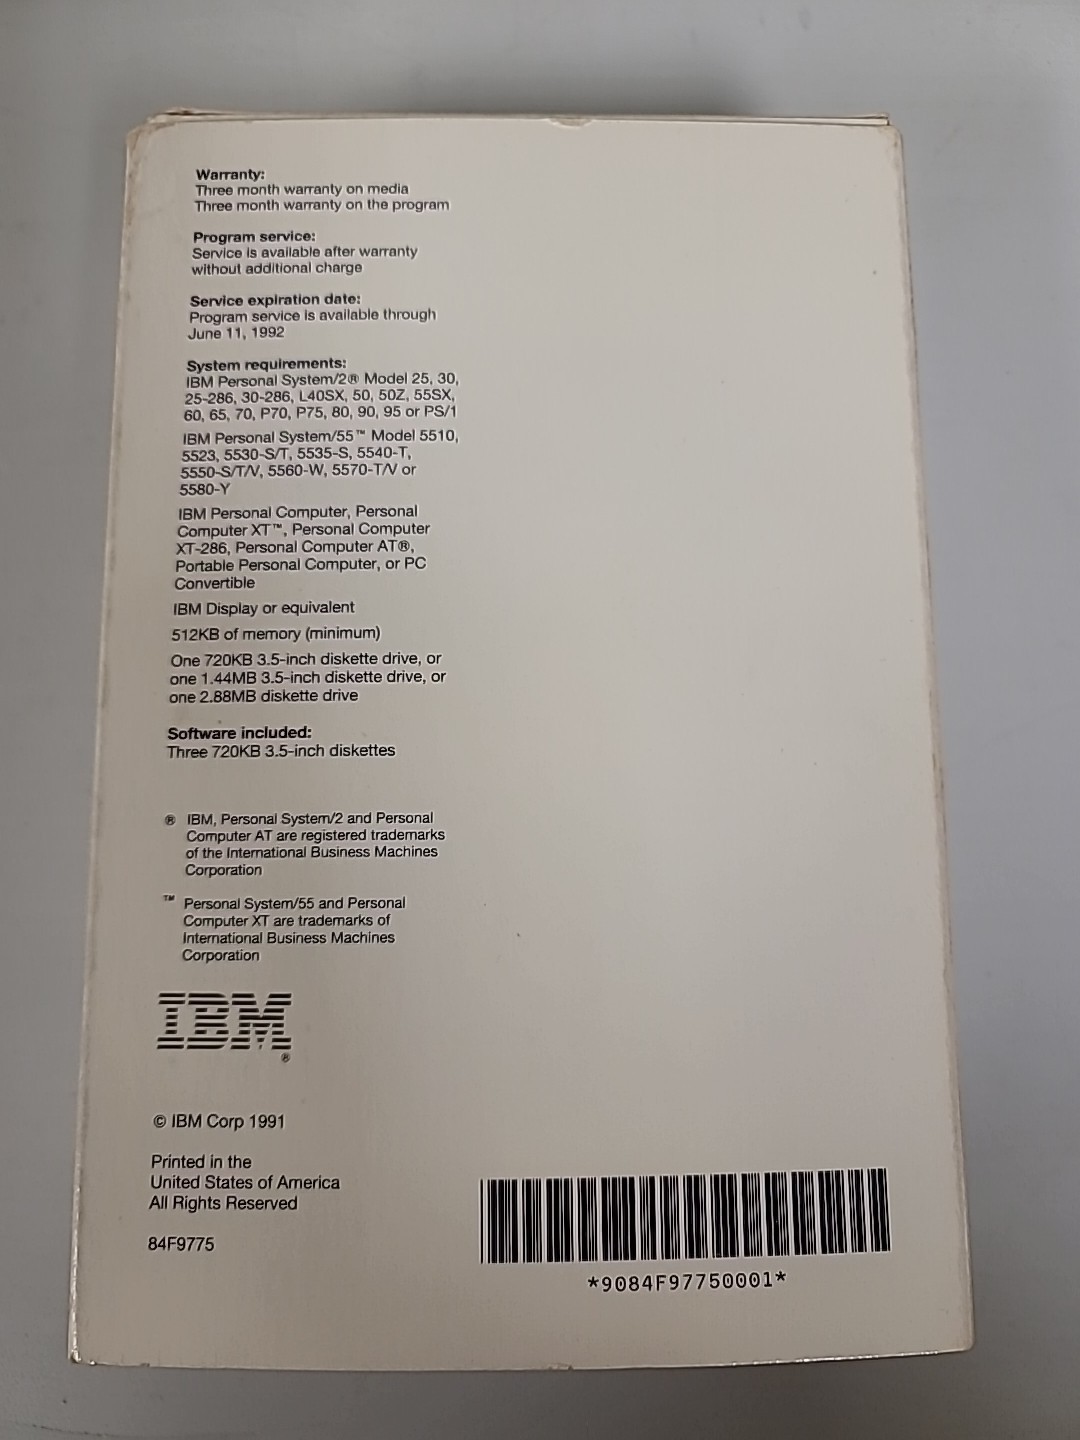 Warranty:
Three month warranty on media
Three month warranty on the program
Program service:
Service is available after warranty
without additional charge
Service expiration date:
Program service is available through
June 11, 1992
System requirements:
IBM Personal System/2® Model 25, 30,
25-286, 30-286, L40SX, 50, 50Z, 55SX,
60, 65, 70, P70, P75, 80, 90, 95 or PS/1
IBM Personal System/55™ Model 5510,
5523, 5530-S/T, 5535-S, 5540-T,
5550-S/T/V, 5560-W, 5570-T/V or
5580-Y
IBM Personal Computer, Personal
Computer XT™, Personal Computer
XT-286, Personal Computer AT®,
Portable Personal Computer, or PC
Convertible
IBM Display or equivalent
512KB of memory (minimum)
One 720KB 3.5-inch diskette drive, or
one 1.44MB 3.5-inch diskette drive, or
one 2.88MB diskette drive
Software included:
Three 720KB 3.5-inch diskettes
® IBM, Personal System/2 and Personal
Computer AT are registered trademarks
of the International Business Machines
Corporation
™ Personal System/55 and Personal
Computer XT are trademarks of
International Business Machines
Corporation
IBM®
© IBM Corp 1991
Printed in the
United States of America
All Rights Reserved
84F9775
*9084F97750001*